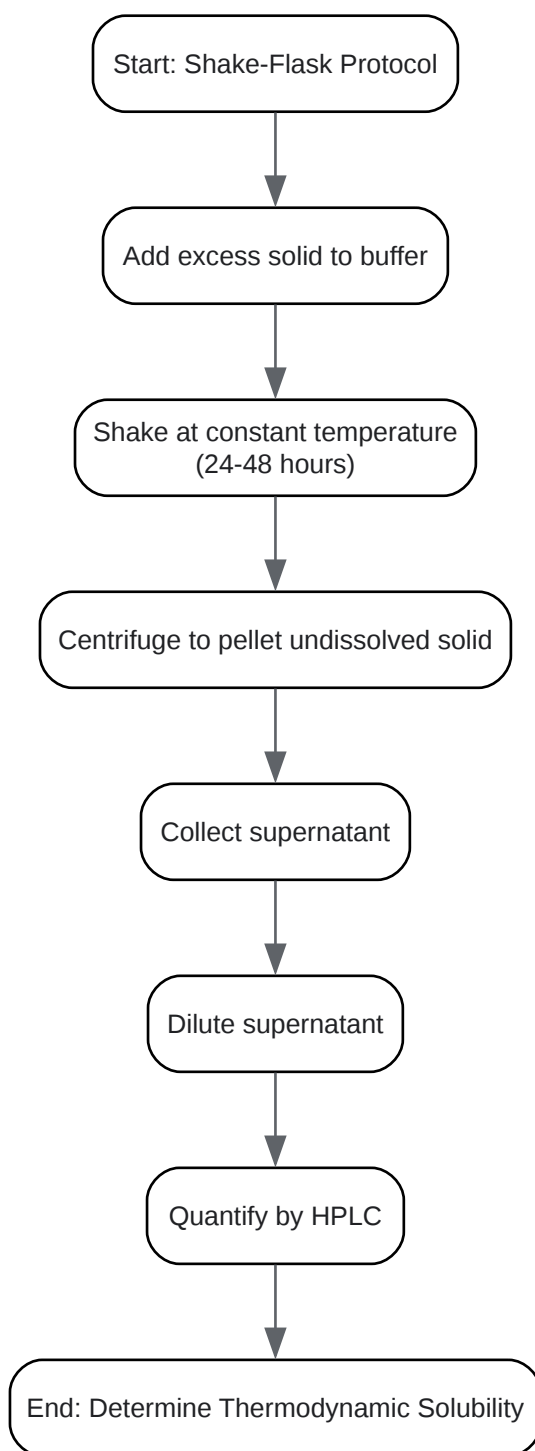 Start: Shake-Flask Protocol
Add excess solid to buffer
Shake at constant temperature
(24-48 hours)
Centrifuge to pellet undissolved solid
Collect supernatant
Dilute supernatant
Quantify by HPLC
End: Determine Thermodynamic Solubility